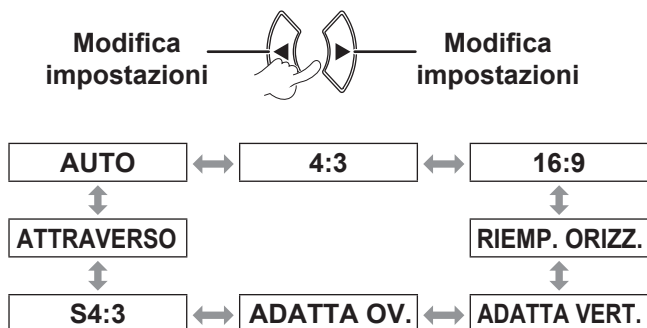 Modifica impostazioni
Modifica impostazioni
AUTO
4:3
16:9
ATTRAVERSO
RIEMP. ORIZZ.
S4:3
ADATTA OV.
ADATTA VERT.